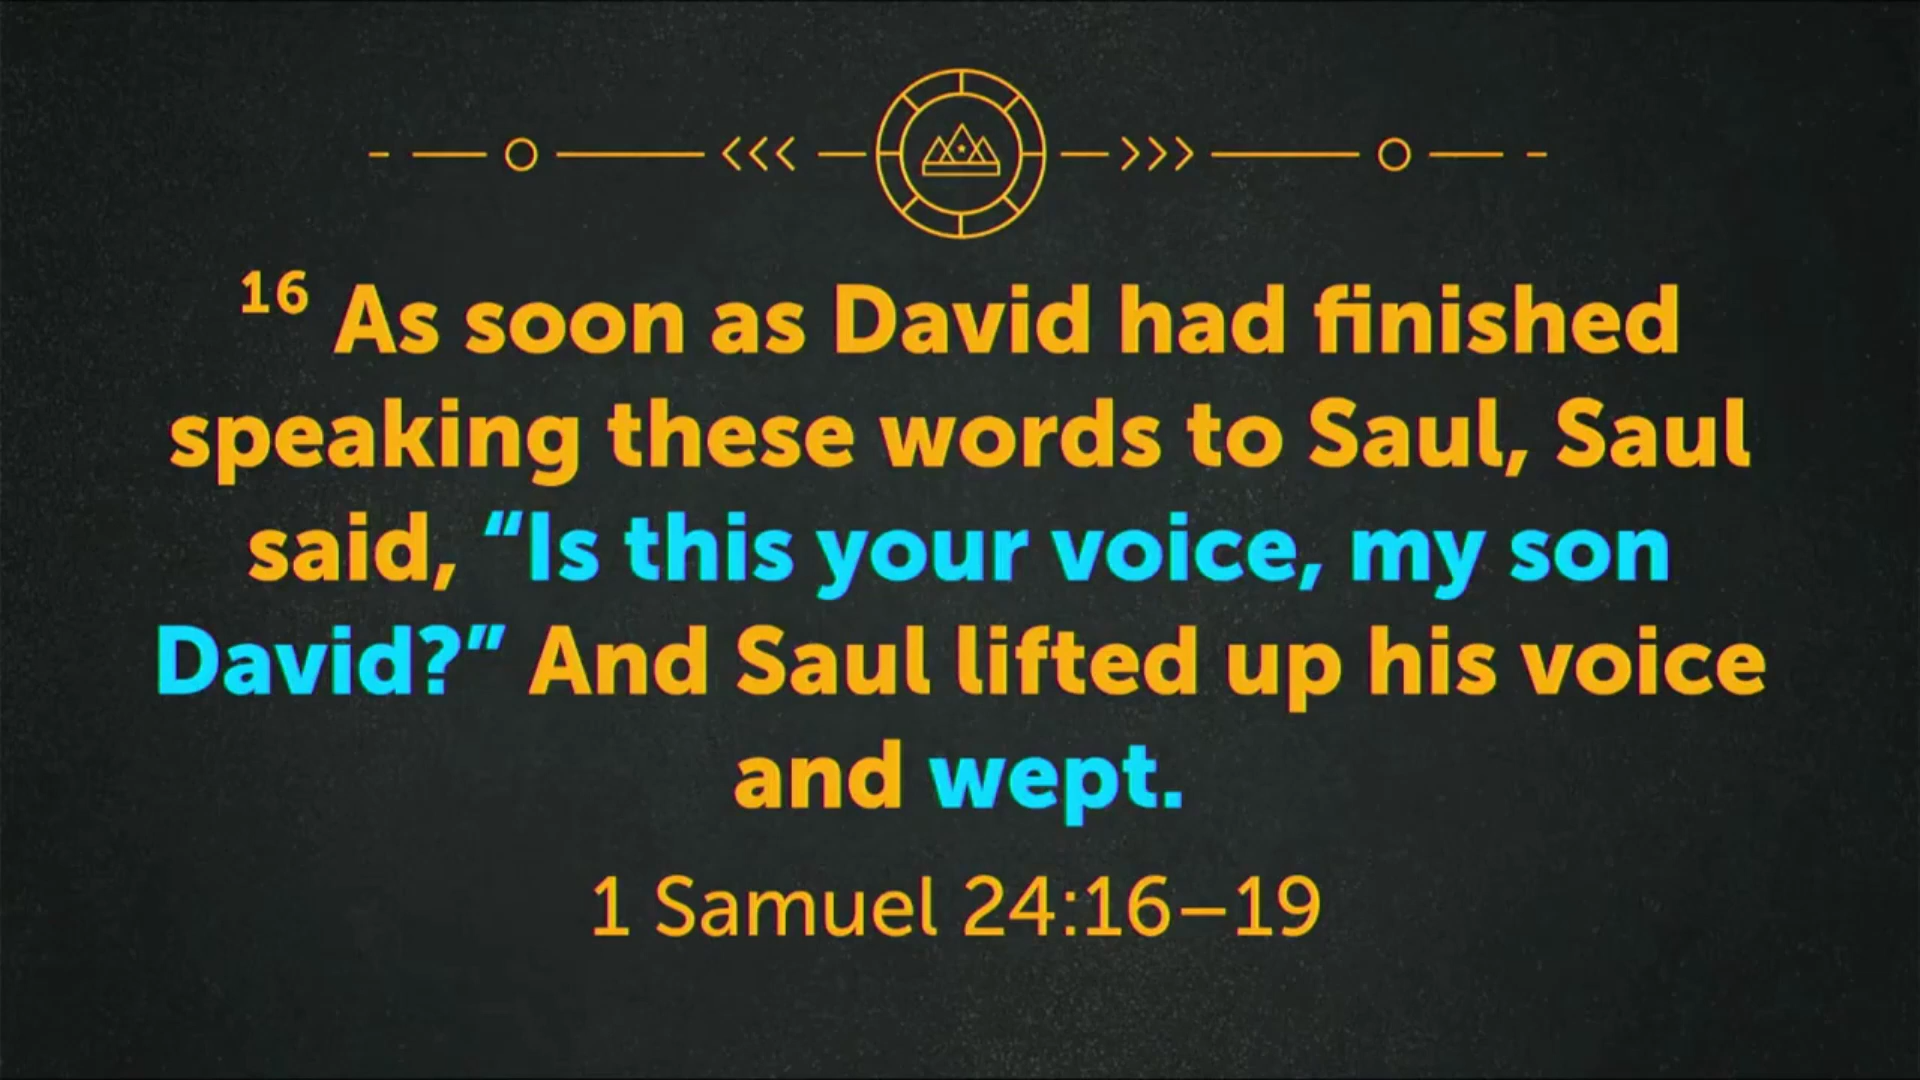 16 As soon as David had finished
speaking these words to Saul, Saul
said, “Is this your voice, my son
David?” And Saul lifted up his voice
and wept.
1 Samuel 24:16–19